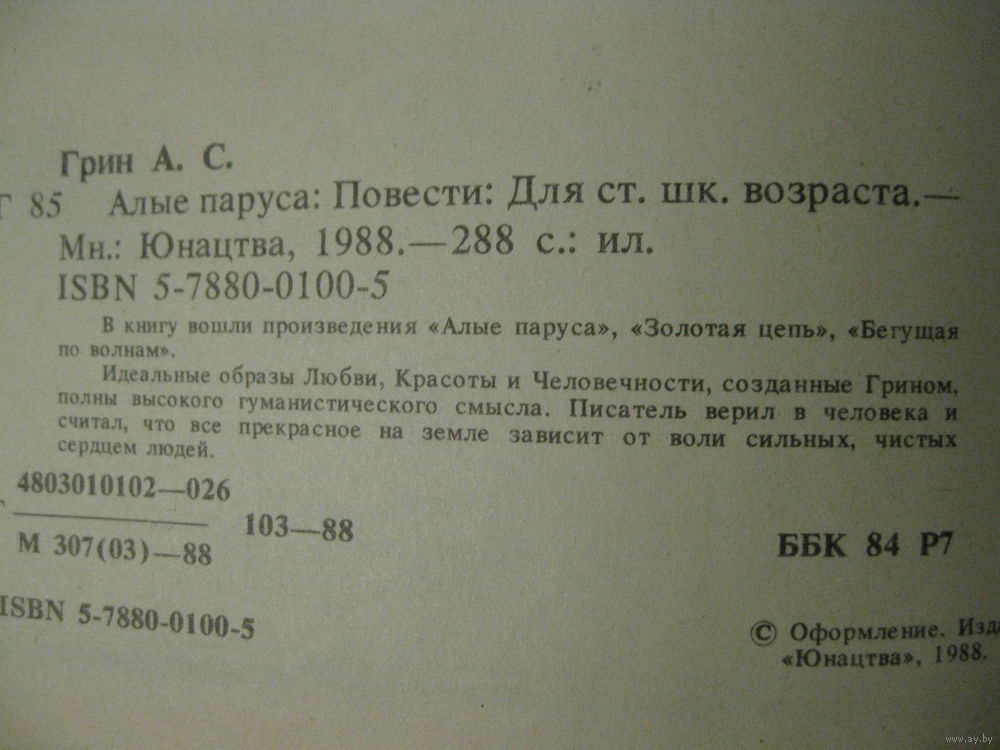 Грин А. С.
Г 85 Алые паруса: Повести: Для ст. шк. возраста.—
Мн.: Юнацтва, 1988.—288 с.: ил.
ISBN 5-7880-0100-5
В книгу вошли произведения «Алые паруса», «Золотая цепь», «Бегущая
по волнам».
Идеальные образы Любви, Красоты и Человечности, созданные Грином,
полны высокого гуманистического смысла. Писатель верил в человека и
считал, что все прекрасное на земле зависит от воли сильных, чистых
сердцем людей.
4803010102—026
М 307(03)—88
103—88
ББК 84 Р7
ISBN 5-7880-0100-5
© Оформление.
«Юнацтва», 1988.
www.ay.by